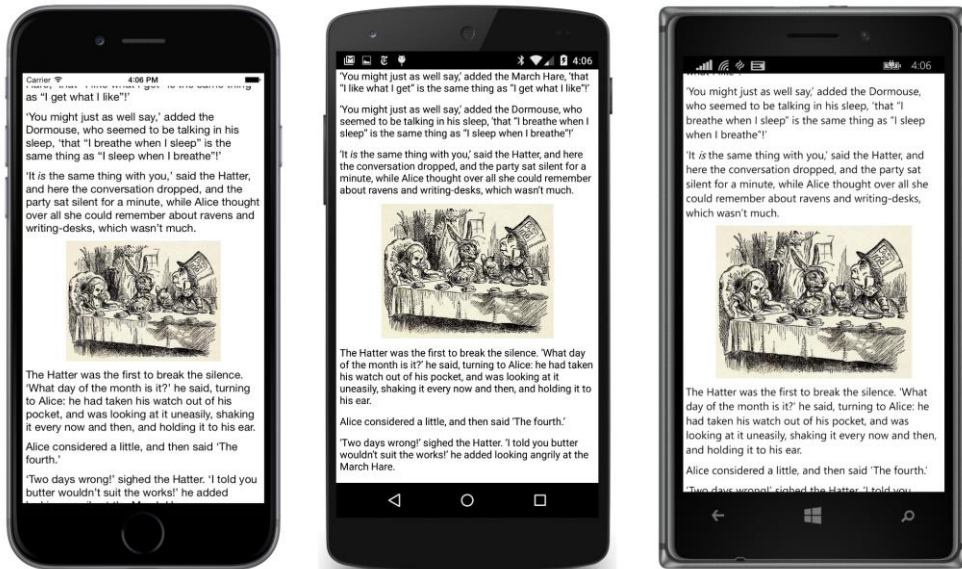 Carrier
4:06 PM
Hare, 'that "I like what I get" is the same thing
as "I get what I like"!'
'You might just as well say,' added the
Dormouse, who seemed to be talking in his
sleep, 'that "I breathe when I sleep" is the
same thing as "I sleep when I breathe"!'
'It is the same thing with you,' said the Hatter,
and here the conversation dropped, and the
party sat silent for a minute, while Alice thought
over all she could remember about ravens and
writing-desks, which wasn't much.
The Hatter was the first to break the silence.
'What day of the month is it?' he said, turning
to Alice: he had taken his watch out of his
pocket, and was looking at it uneasily, shaking
it every now and then, and holding it to his ear.
Alice considered a little, and then said 'The
fourth.'
'Two days wrong!' sighed the Hatter. 'I told you
butter wouldn't suit the works!' he added
4:06
'You might just as well say,' added the March Hare, 'that
"I like what I get" is the same thing as "I get what I like"!'
'You might just as well say,' added the Dormouse, who
seemed to be talking in his sleep, 'that "I breathe when I
sleep" is the same thing as "I sleep when I breathe"!'
'It is the same thing with you,' said the Hatter, and here
the conversation dropped, and the party sat silent for a
minute, while Alice thought over all she could remember
about ravens and writing-desks, which wasn't much.
The Hatter was the first to break the silence. 'What day
of the month is it?' he said, turning to Alice: he had taken
his watch out of his pocket, and was looking at it
uneasily, shaking it every now and then, and holding it to
his ear.
Alice considered a little, and then said 'The fourth.'
'Two days wrong!' sighed the Hatter. 'I told you butter
wouldn't suit the works!' he added looking angrily at the
March Hare.
4:06
what I like"!'
'You might just as well say,' added the
Dormouse, who seemed to be talking in his sleep, 'that "I
breathe when I sleep" is the same thing as "I sleep
when I breathe"!'
'It is the same thing with you,' said the Hatter, and
here the conversation dropped, and the party sat
silent for a minute, while Alice thought over all she
could remember about ravens and writing-desks,
which wasn't much.
The Hatter was the first to break the silence. 'What
day of the month is it?' he said, turning to Alice: he
had taken his watch out of his pocket, and was
looking at it uneasily, shaking it every now and then,
and holding it to his ear.
Alice considered a little, and then said 'The fourth.'
'Two days wrong!' sighed the Hatter. 'I told you